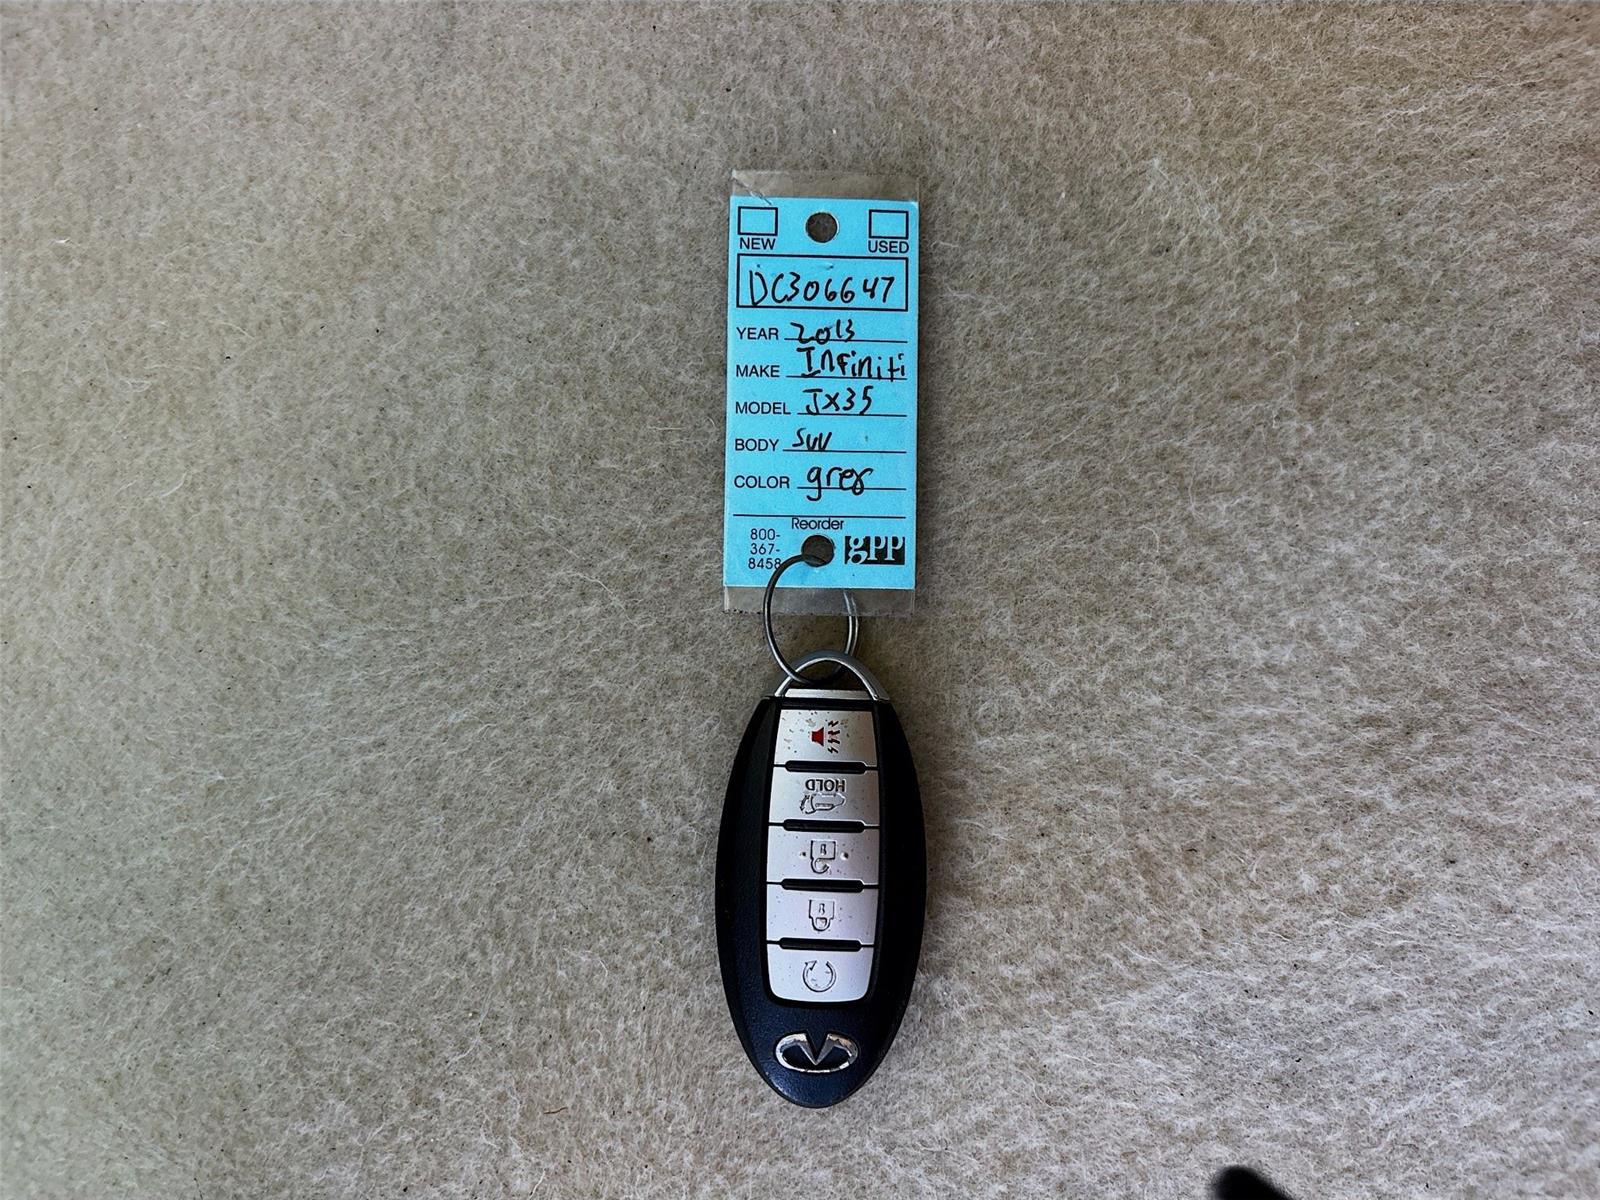 NEW USED
DC306647
YEAR 2013
MAKE Infiniti
MODEL JX35
BODY SUV
COLOR grey
Reorder
800-
367-
8458
gpp
HOLD